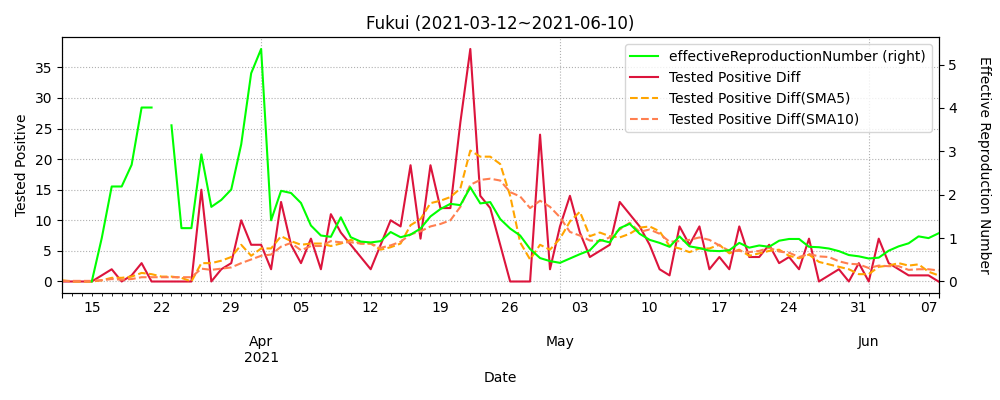 Fukui (2021-03-12~2021-06-10)
effectiveReproductionNumber (right)
Tested Positive Diff
Tested Positive Diff(SMA5)
Tested Positive Diff(SMA10)
Tested Positive
35
30
25
20
15
10
5
0
5
4
3
2
1
0
Effective Reproduction Number
15 22 29 05 12 19 26 03 10 17 24 31 07
Apr May Jun
2021
Date